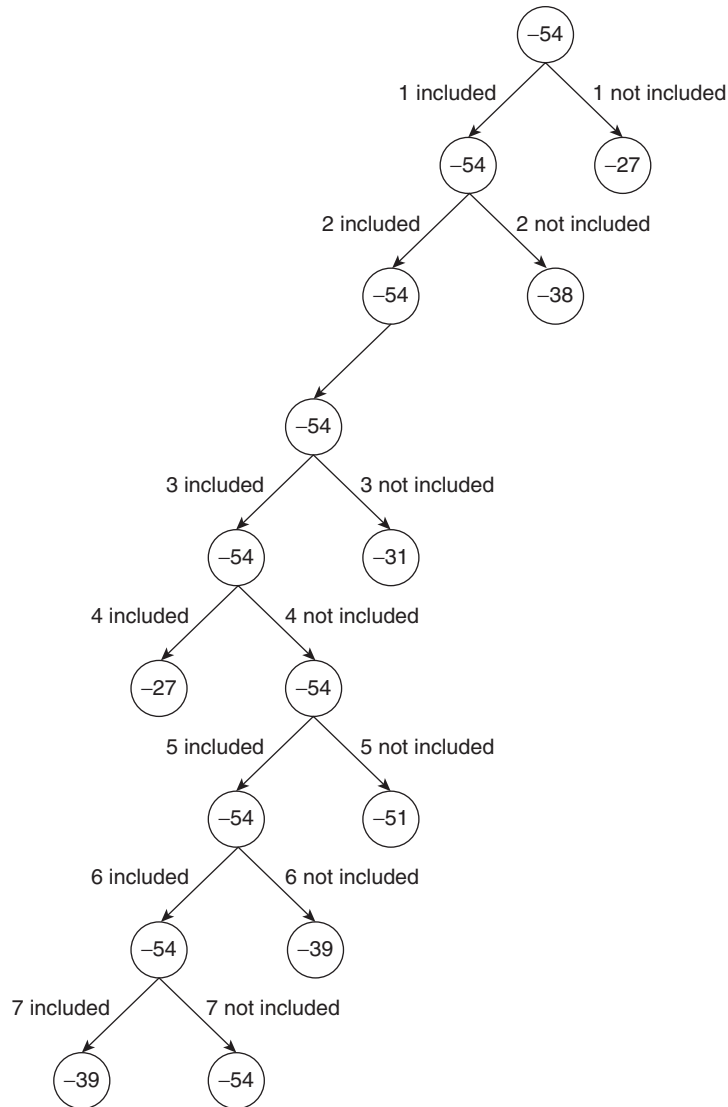 –54
1 included 1 not included
–54 –27
2 included 2 not included
–54 –38
–54
3 included 3 not included
–54 –31
4 included 4 not included
–27 –54
5 included 5 not included
–54 –51
6 included 6 not included
–54 –39
7 included 7 not included
–39 –54